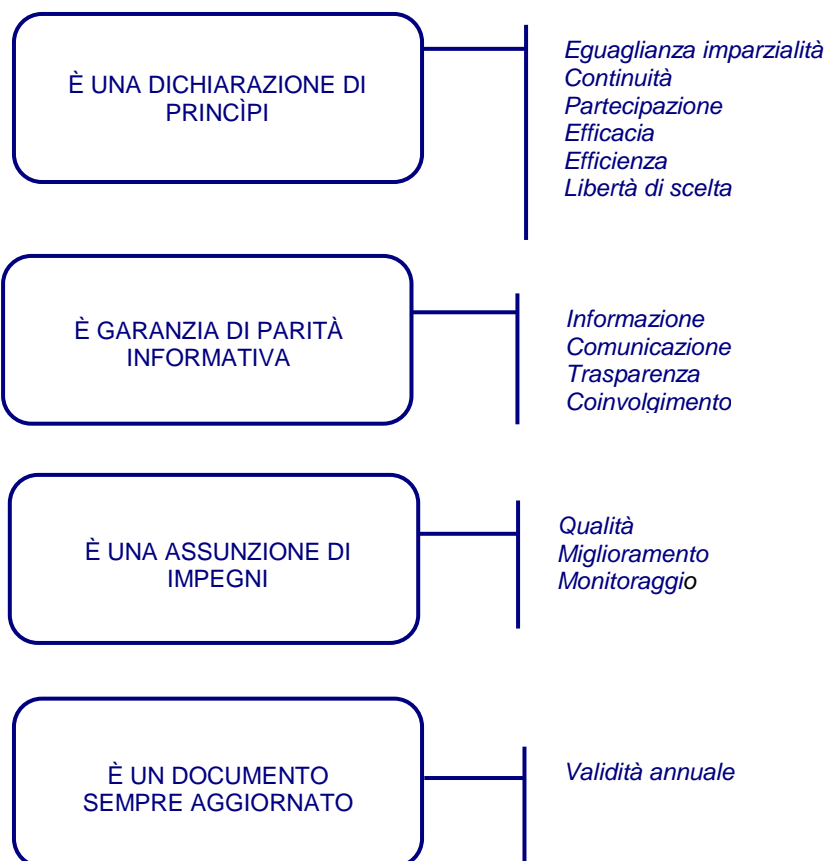 È UNA DICHIARAZIONE DI
PRINCÌPI
Eguaglianza imparzialità
Continuità
Partecipazione
Efficacia
Efficienza
Libertà di scelta
È GARANZIA DI PARITÀ
INFORMATIVA
Informazione
Comunicazione
Trasparenza
Coinvolgimento
È UNA ASSUNZIONE DI
IMPEGNI
Qualità
Miglioramento
Monitoraggio
È UN DOCUMENTO
SEMPRE AGGIORNATO
Validità annuale